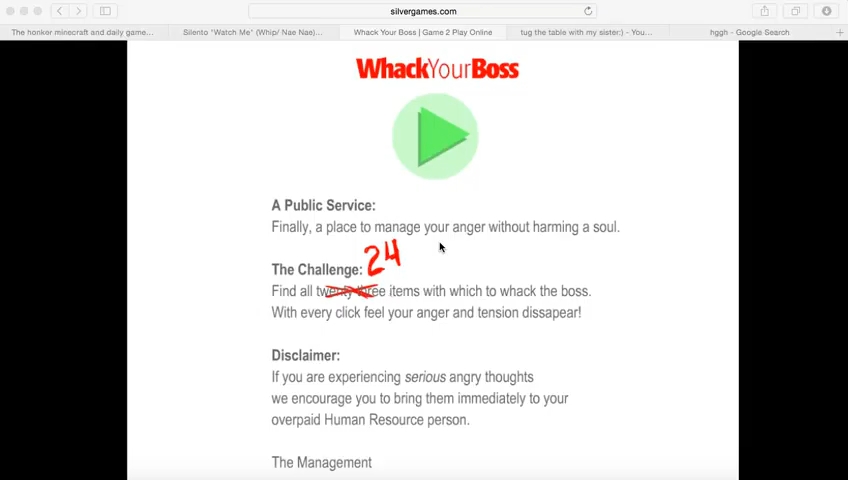 silvergames.com
The honker minecraft and daily game...
Silento "Watch Me" (Whip/ Nae Nae)...
Whack Your Boss | Game 2 Play Online
tug the table with my sister:) - You...
hggh - Google Search
WhackYourBoss
A Public Service:
Finally, a place to manage your anger without harming a soul.
24
The Challenge:
Find all twenty three items with which to whack the boss.
With every click feel your anger and tension dissapear!
Disclaimer:
If you are experiencing serious angry thoughts
we encourage you to bring them immediately to your
overpaid Human Resource person.
The Management